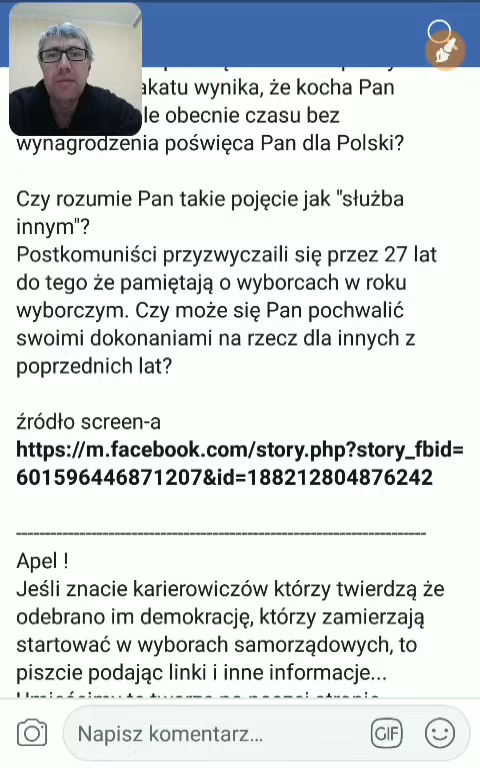 akatu wynika, że kocha Pan
le obecnie czasu bez
wynagrodzenia poświęca Pan dla Polski?
Czy rozumie Pan takie pojęcie jak "służba
innym"?
Postkomuniści przyzwyczaili się przez 27 lat
do tego że pamiętają o wyborcach w roku
wyborczym. Czy może się Pan pochwalić
swoimi dokonaniami na rzecz dla innych z
poprzednich lat?
źródło screen-a
https://m.facebook.com/story.php?story_fbid=
601596446871207&id=188212804876242
--------------------------------------------------------------------
Apel !
Jeśli znacie karierowiczów którzy twierdzą że
odebrano im demokrację, którzy zamierzają
startować w wyborach samorządowych, to
piszcie podając linki i inne informacje...
Napisz komentarz...
GIF